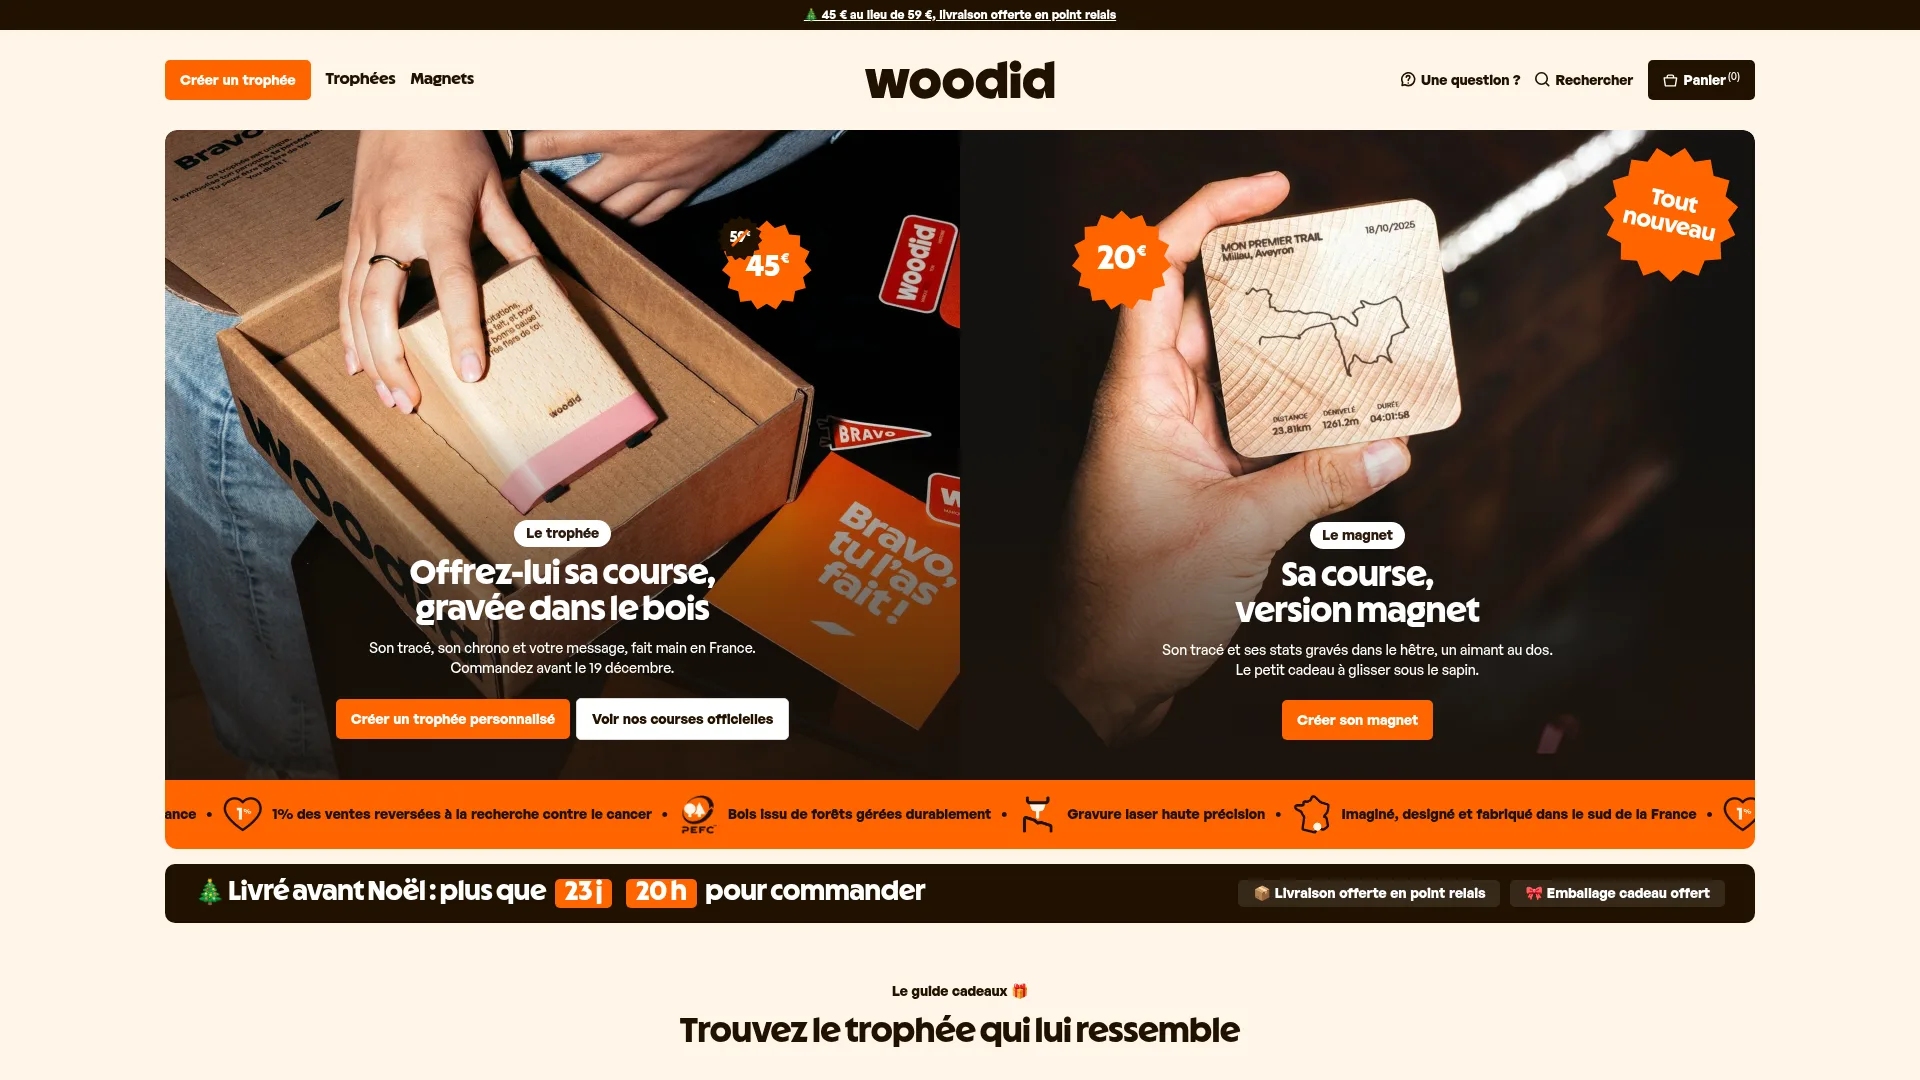 🎄 45 € au lieu de 59 €, livraison offerte en point relais
Créer un trophée
Trophées
Magnets
woodid
Une question ?
Rechercher
Panier (0)
Bravo
59€
45€
woodid
woodid
BRAVO
Bravo,
tu l'as
fait !
Le trophée
Offrez-lui sa course,
gravée dans le bois
Son tracé, son chrono et votre message, fait main en France.
Commandez avant le 19 décembre.
Créer un trophée personnalisé
Voir nos courses officielles
20€
Tout
nouveau
MON PREMIER TRAIL
Millau, Aveyron
18/10/2025
DISTANCE
23.81km
DÉNIVELÉ
1261.2m
DURÉE
04:01:58
Le magnet
Sa course,
version magnet
Son tracé et ses stats gravés dans le hêtre, un aimant au dos.
Le petit cadeau à glisser sous le sapin.
Créer son magnet
ance • 1% 1% des ventes reversées à la recherche contre le cancer • PEFC Bois issu de forêts gérées durablement • Gravure laser haute précision • Imaginé, designé et fabriqué dans le sud de la France • 1%
🎄 Livré avant Noël : plus que 23 j 20 h pour commander
📦 Livraison offerte en point relais
🎀 Emballage cadeau offert
Le guide cadeaux 🎁
Trouvez le trophée qui lui ressemble